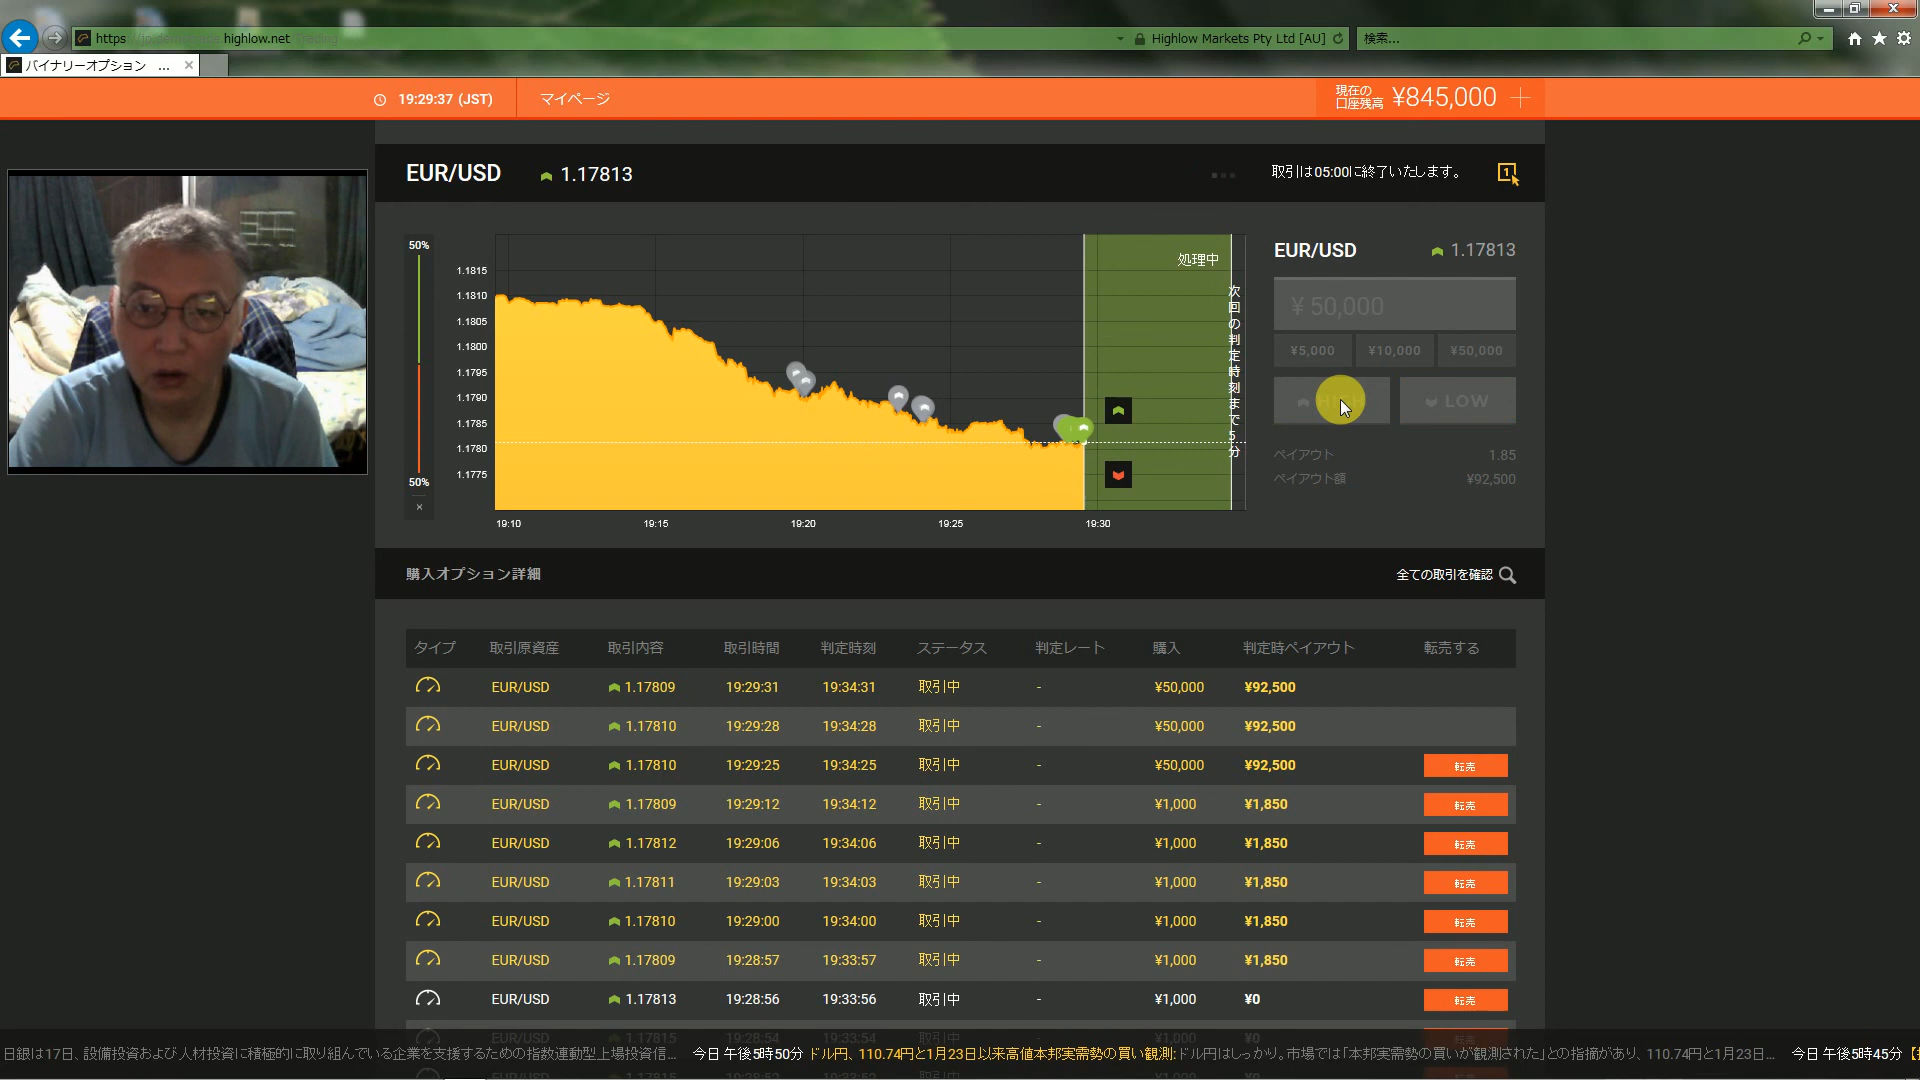 https highlow.net
Highlow Markets Pty Ltd [AU]
検索...
バイナリーオプション ...
19:29:37 (JST)
マイページ
現在の口座残高 ¥845,000
EUR/USD 1.17813
取引は05:00に終了いたします。
1
50%
1.1815
1.1810
1.1805
1.1800
1.1795
1.1790
1.1785
1.1780
1.1775
50%
×
19:10 19:15 19:20 19:25 19:30
処理中
次回の判定時刻まで5分
EUR/USD 1.17813
¥ 50,000
¥5,000 ¥10,000 ¥50,000
HIGH LOW
ペイアウト 1.85
ペイアウト額 ¥92,500
購入オプション詳細
全ての取引を確認
タイプ 取引原資産 取引内容 取引時間 判定時刻 ステータス 判定レート 購入 判定時ペイアウト 転売する
EUR/USD 1.17809 19:29:31 19:34:31 取引中 - ¥50,000 ¥92,500
EUR/USD 1.17810 19:29:28 19:34:28 取引中 - ¥50,000 ¥92,500
EUR/USD 1.17810 19:29:25 19:34:25 取引中 - ¥50,000 ¥92,500 転売
EUR/USD 1.17809 19:29:12 19:34:12 取引中 - ¥1,000 ¥1,850 転売
EUR/USD 1.17812 19:29:06 19:34:06 取引中 - ¥1,000 ¥1,850 転売
EUR/USD 1.17811 19:29:03 19:34:03 取引中 - ¥1,000 ¥1,850 転売
EUR/USD 1.17810 19:29:00 19:34:00 取引中 - ¥1,000 ¥1,850 転売
EUR/USD 1.17809 19:28:57 19:33:57 取引中 - ¥1,000 ¥1,850 転売
EUR/USD 1.17813 19:28:56 19:33:56 取引中 - ¥1,000 ¥0 転売
EUR/USD 1.17815 19:28:54 19:33:54 取引中 - ¥1,000 ¥0
日銀は17日、設備投資および人材投資に積極的に取り組んでいる企業を支援するための指数連動型上場投資信... 今日 午後5時50分 ドル円、110.74円と1月23日以来高値本邦実需勢の買い観測:ドル円はしっかり。市場では「本邦実需勢の買いが観測された」との指摘があり、110.74円と1月23日... 今日 午後5時45分